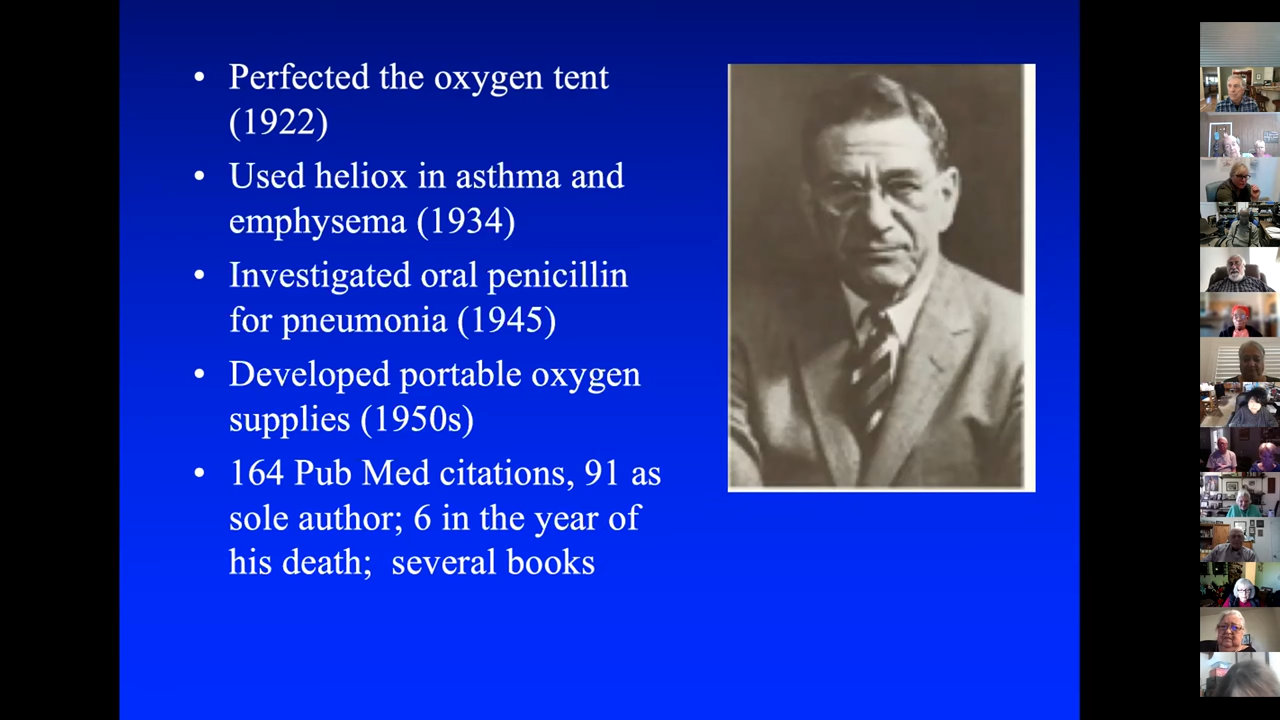 • Perfected the oxygen tent
(1922)
• Used heliox in asthma and
emphysema (1934)
• Investigated oral penicillin
for pneumonia (1945)
• Developed portable oxygen
supplies (1950s)
• 164 Pub Med citations, 91 as
sole author; 6 in the year of
his death;  several books